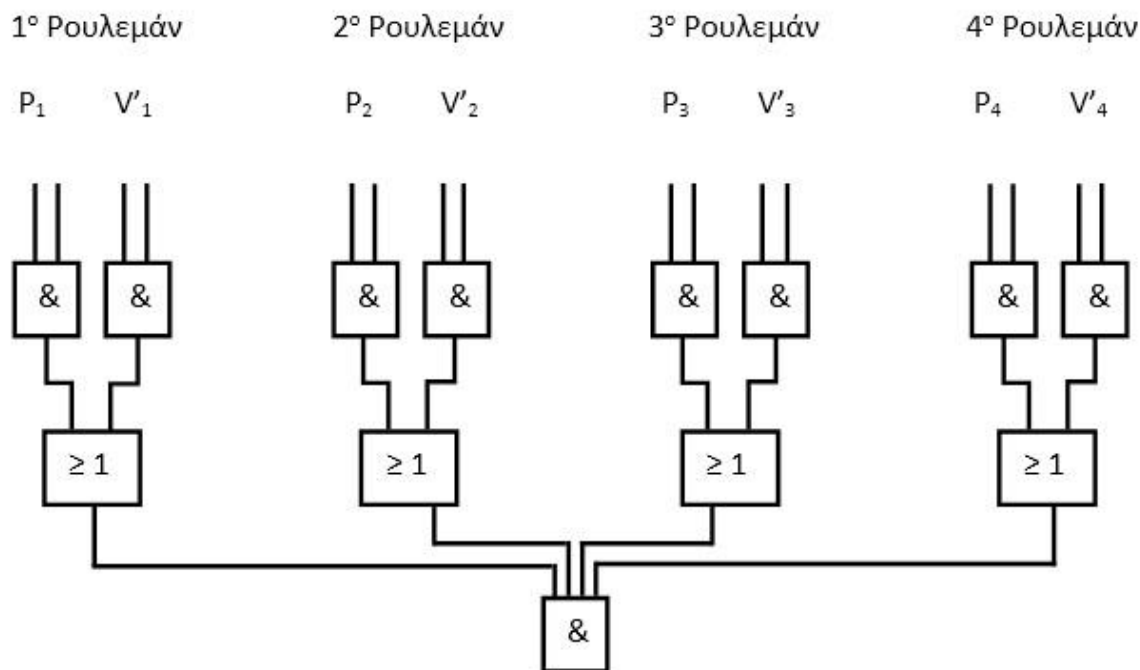 1° Ρουλεμάν 2° Ρουλεμάν 3° Ρουλεμάν 4° Ρουλεμάν
P₁ V’₁ P₂ V’₂ P₃ V’₃ P₄ V’₄
& & & & & & & &
≥ 1 ≥ 1 ≥ 1 ≥ 1
&